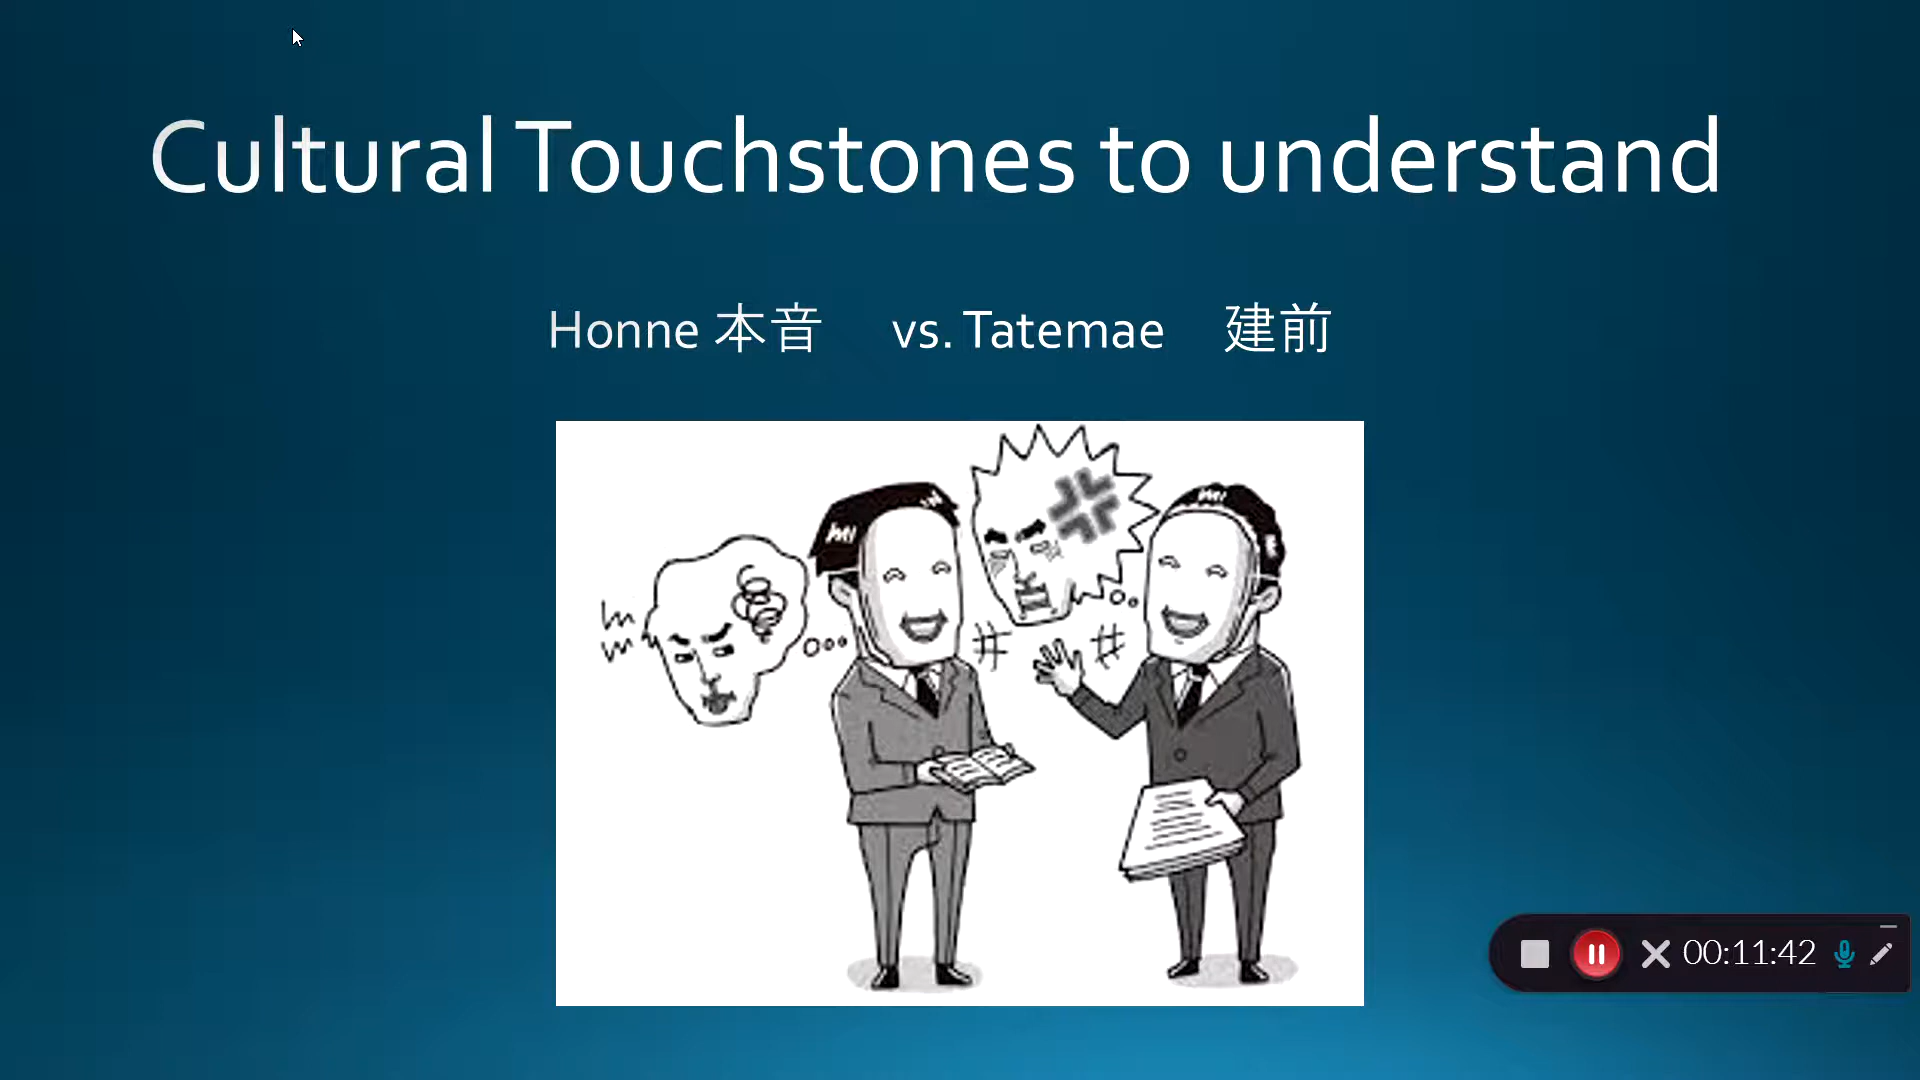 Cultural Touchstones to understand
Honne 本音 vs. Tatemae 建前
00:11:42